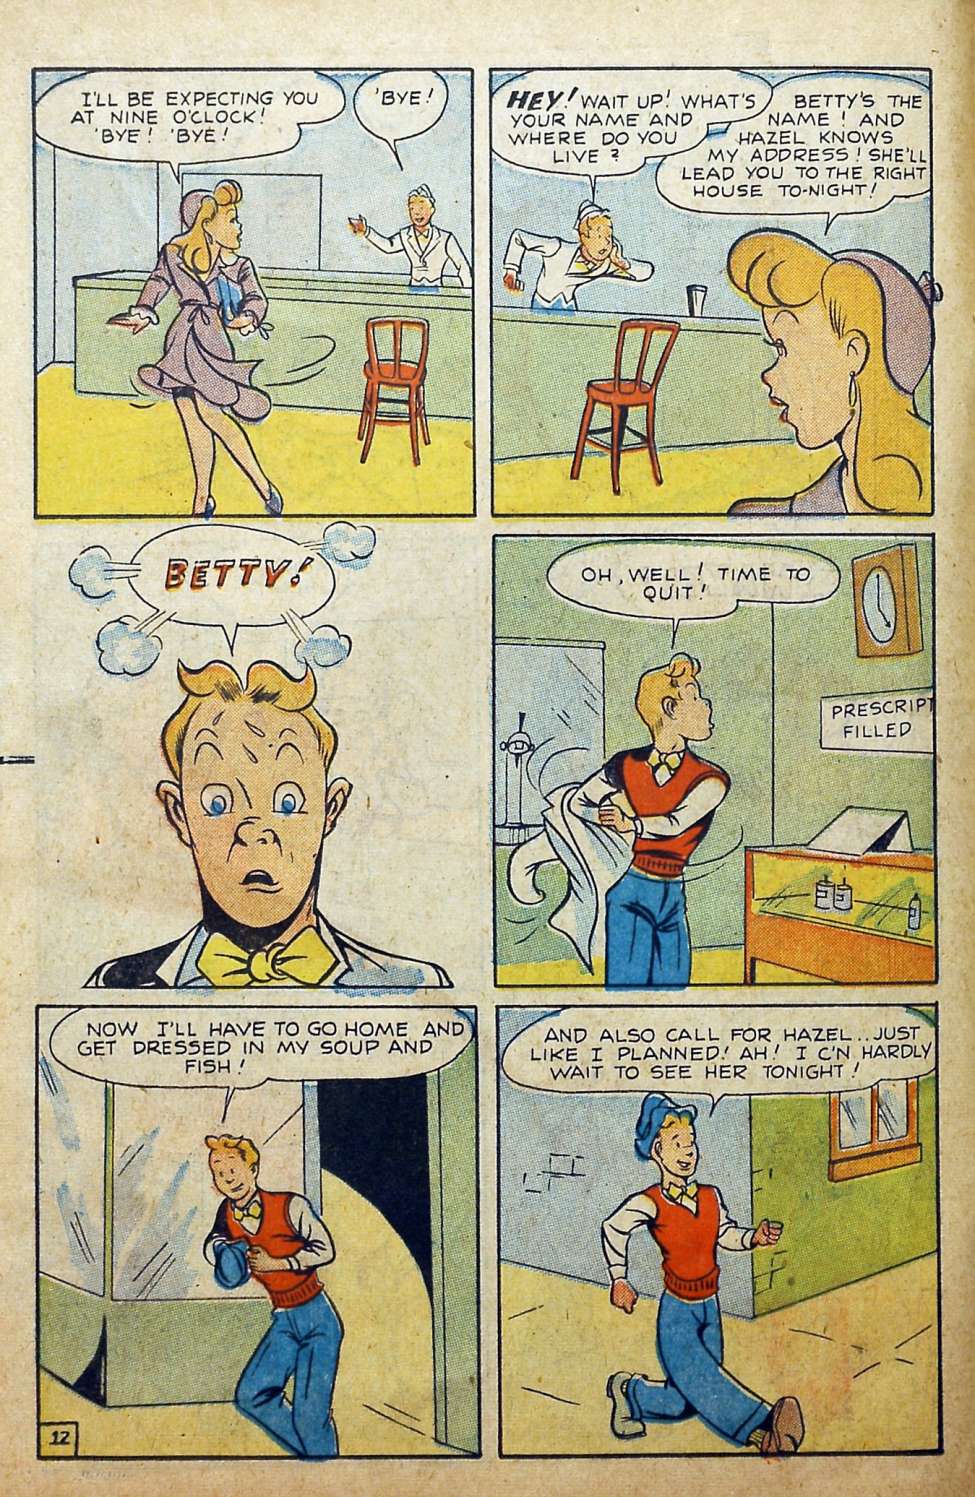 I'LL BE EXPECTING YOU
AT NINE O'CLOCK!
'BYE! 'BYE!
'BYE!
HEY! WAIT UP! WHAT'S
YOUR NAME AND
WHERE DO YOU
LIVE?
BETTY'S THE
NAME! AND
HAZEL KNOWS
MY ADDRESS! SHE'LL
LEAD YOU TO THE RIGHT
HOUSE TO-NIGHT!
BETTY!
OH, WELL! TIME TO
QUIT!
PRESCRIPT
FILLED
NOW I'LL HAVE TO GO HOME AND
GET DRESSED IN MY SOUP AND
FISH!
AND ALSO CALL FOR HAZEL...JUST
LIKE I PLANNED! AH! I C'N HARDLY
WAIT TO SEE HER TONIGHT!
12